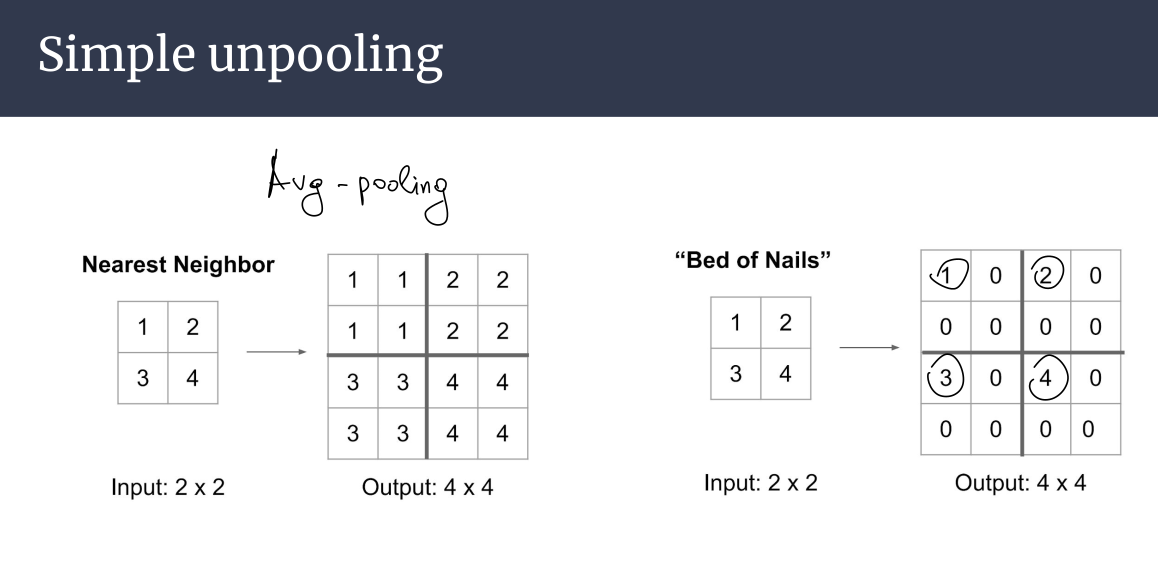 Simple unpooling
Avg - pooling
Nearest Neighbor
1 2
3 4
Input: 2 x 2
1 1 2 2
1 1 2 2
3 3 4 4
3 3 4 4
Output: 4 x 4
“Bed of Nails”
1 2
3 4
Input: 2 x 2
1 0 2 0
0 0 0 0
3 0 4 0
0 0 0 0
Output: 4 x 4